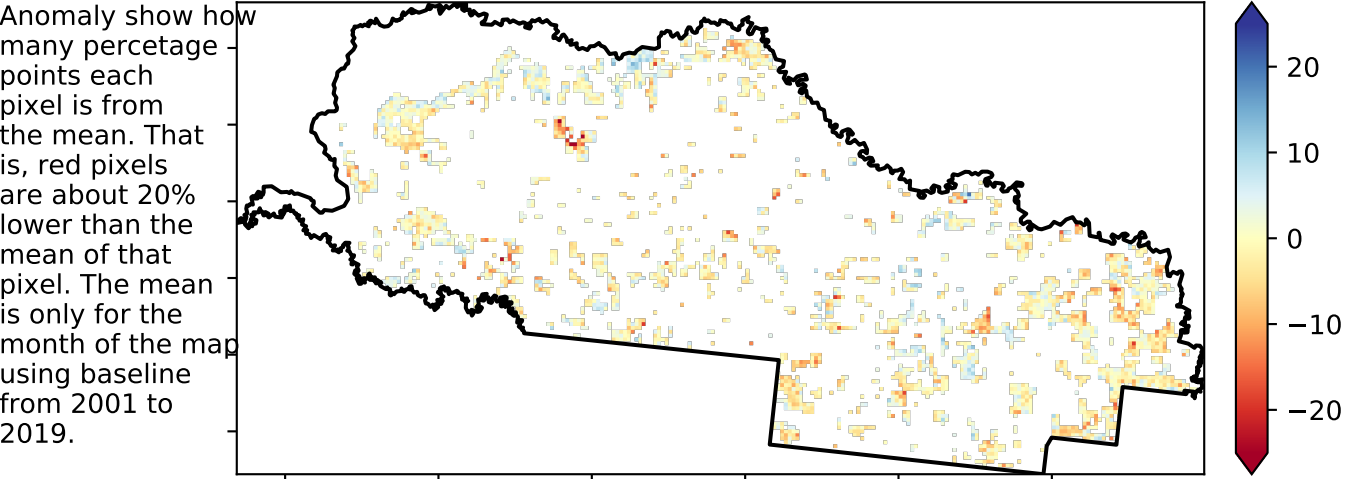 Anomaly show how
many percetage
points each
pixel is from
the mean. That
is, red pixels
are about 20%
lower than the
mean of that
pixel. The mean
is only for the
month of the map
using baseline
from 2001 to
2019.
20
10
0
−10
−20